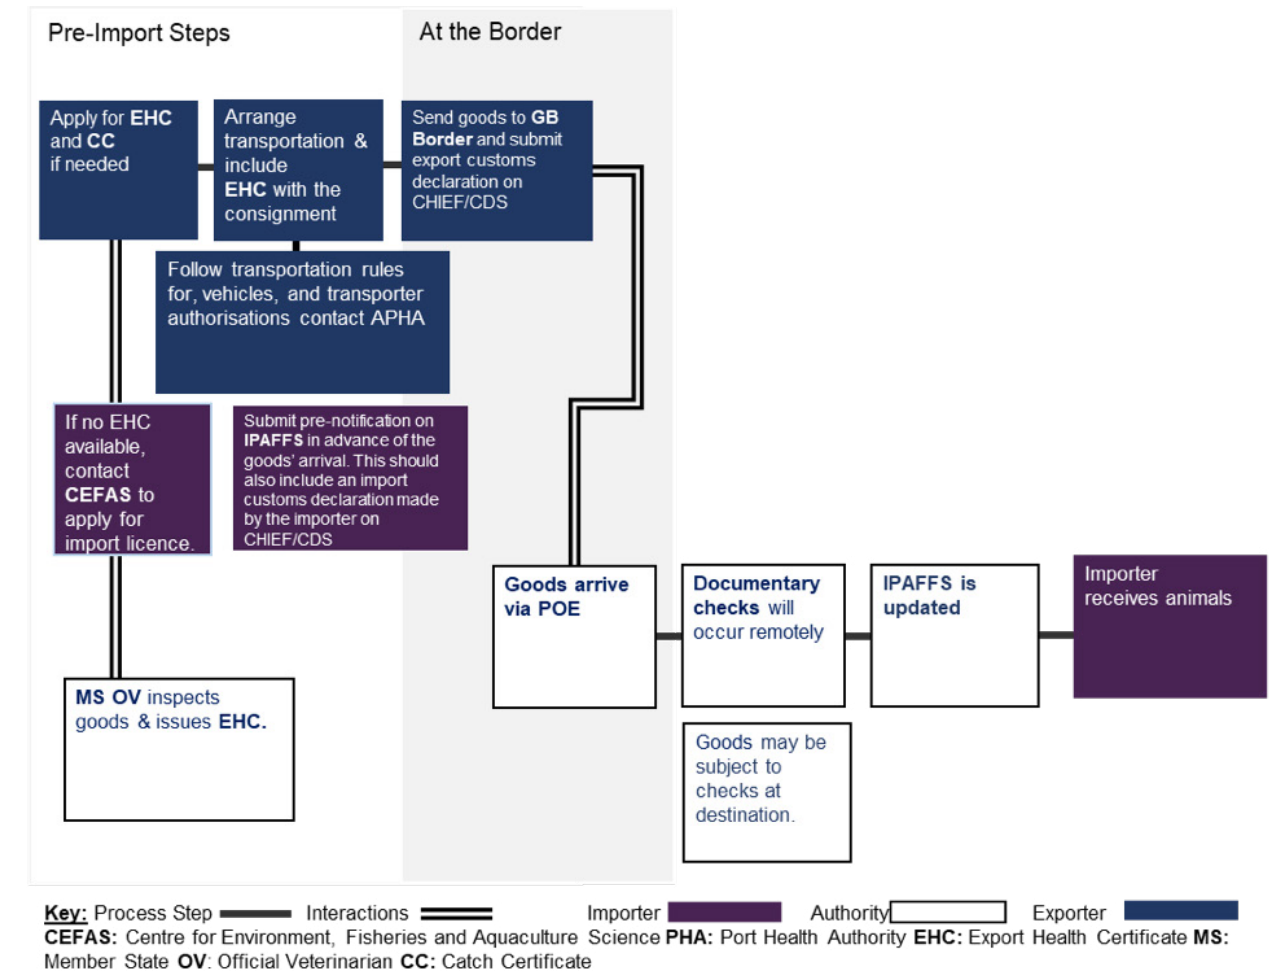 Pre-Import Steps
At the Border
Apply for EHC
and CC
if needed
Arrange
transportation &
include
EHC with the
consignment
Send goods to GB
Border and submit
export customs
declaration on
CHIEF/CDS
Follow transportation rules
for, vehicles, and transporter
authorisations contact APHA
If no EHC
available,
contact
CEFAS to
apply for
import licence.
Submit pre-notification on
IPAFFS in advance of the
goods' arrival. This should
also include an import
customs declaration made
by the importer on
CHIEF/CDS
Goods arrive
via POE
Documentary
checks will
occur remotely
IPAFFS is
updated
Importer
receives animals
MS OV inspects
goods & issues EHC.
Goods may be
subject to
checks at
destination.
Key: Process Step Interactions Importer Authority Exporter
CEFAS: Centre for Environment, Fisheries and Aquaculture Science PHA: Port Health Authority EHC: Export Health Certificate MS:
Member State OV: Official Veterinarian CC: Catch Certificate